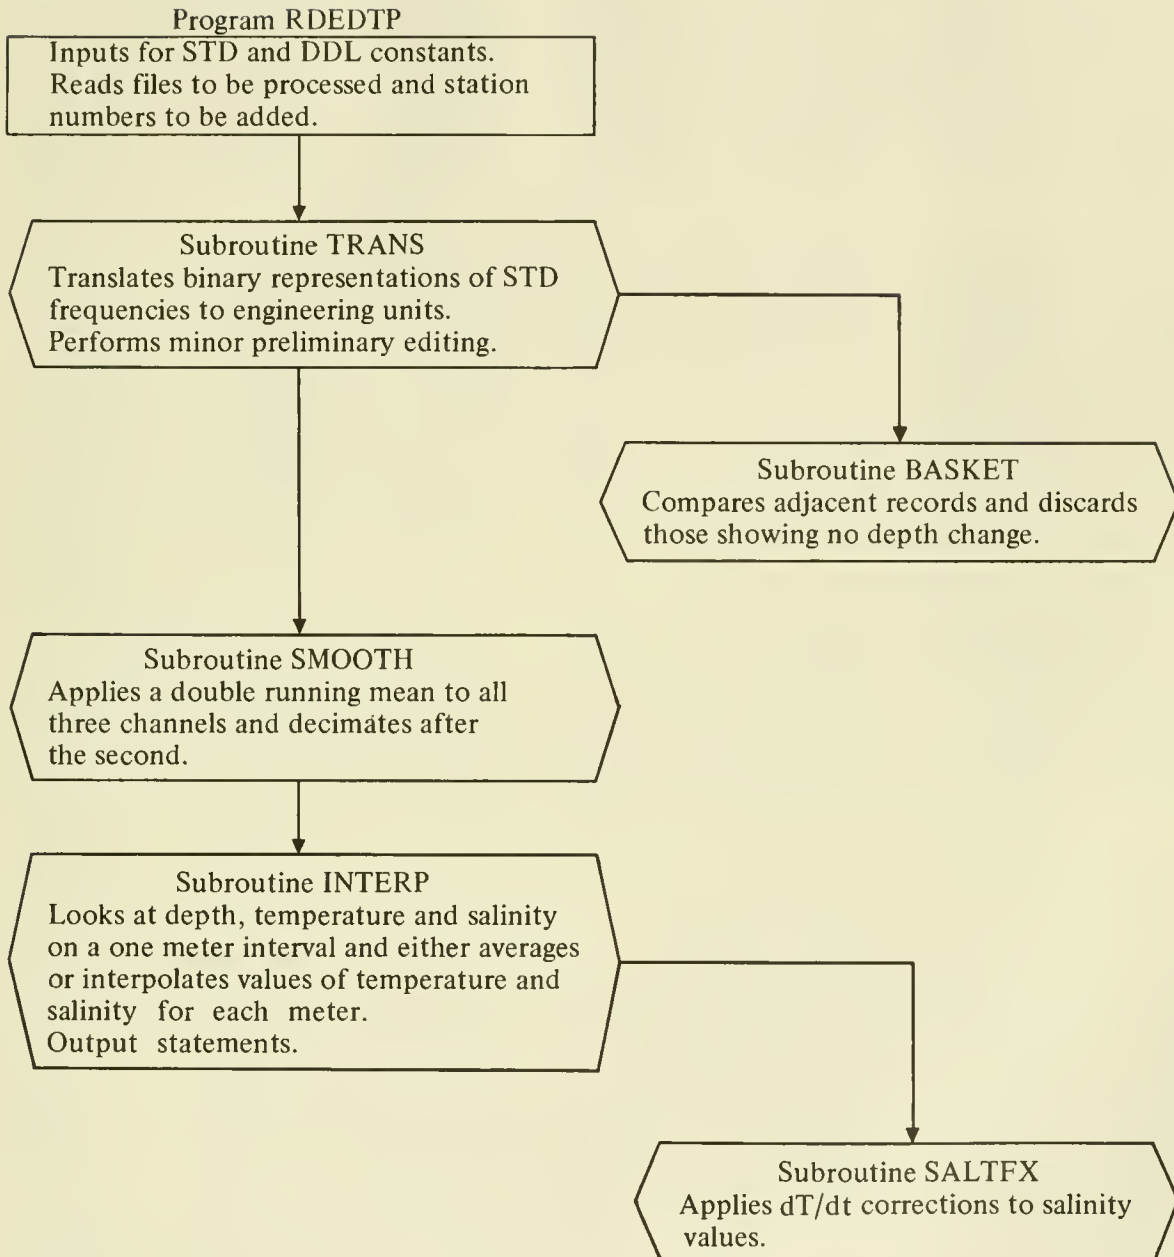 Program RDEDTP
Inputs for STD and DDL constants.
Reads files to be processed and station
numbers to be added.
Subroutine TRANS
Translates binary representations of STD
frequencies to engineering units.
Performs minor preliminary editing.
Subroutine BASKET
Compares adjacent records and discards
those showing no depth change.
Subroutine SMOOTH
Applies a double running mean to all
three channels and decimates after
the second.
Subroutine INTERP
Looks at depth, temperature and salinity
on a one meter interval and either averages
or interpolates values of temperature and
salinity for each meter.
Output statements.
Subroutine SALTFX
Applies dT/dt corrections to salinity
values.